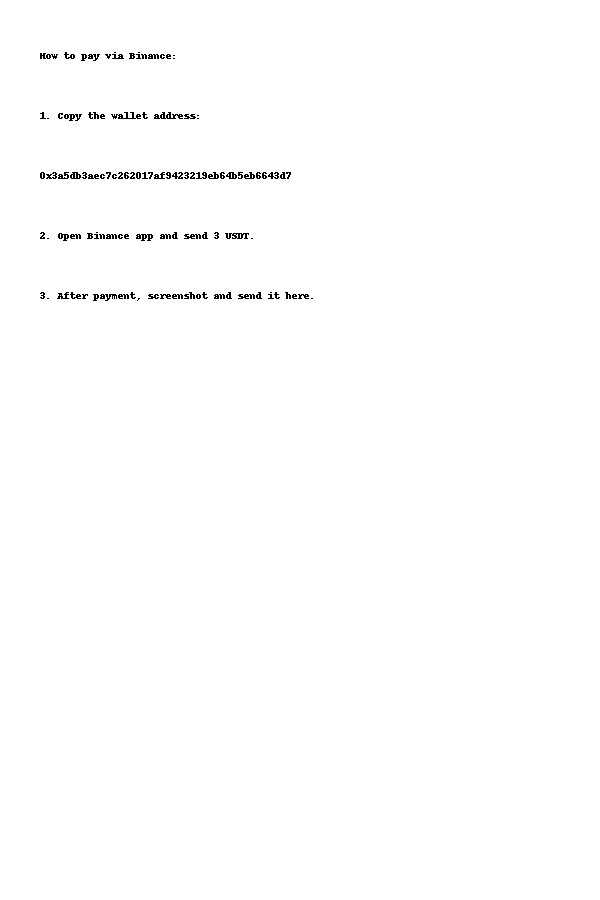 How to pay via Binance:
1. Copy the wallet address:
0x3a5db3aec7c262017af9423219eb64b5eb6643d7
2. Open Binance app and send 3 USDT.
3. After payment, screenshot and send it here.